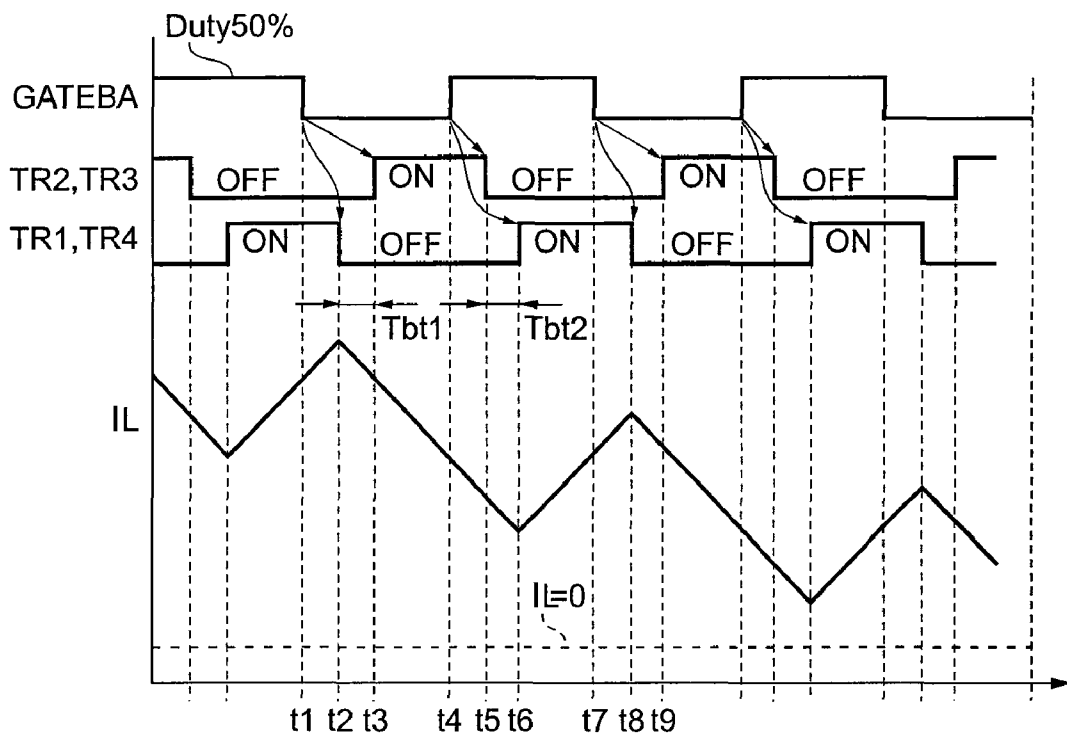 Duty50%
GATEBA
TR2,TR3 OFF ON OFF ON OFF
TR1,TR4 ON OFF ON OFF ON
Tbt1 Tbt2
IL
IL=0
t1 t2 t3 t4 t5 t6 t7 t8 t9